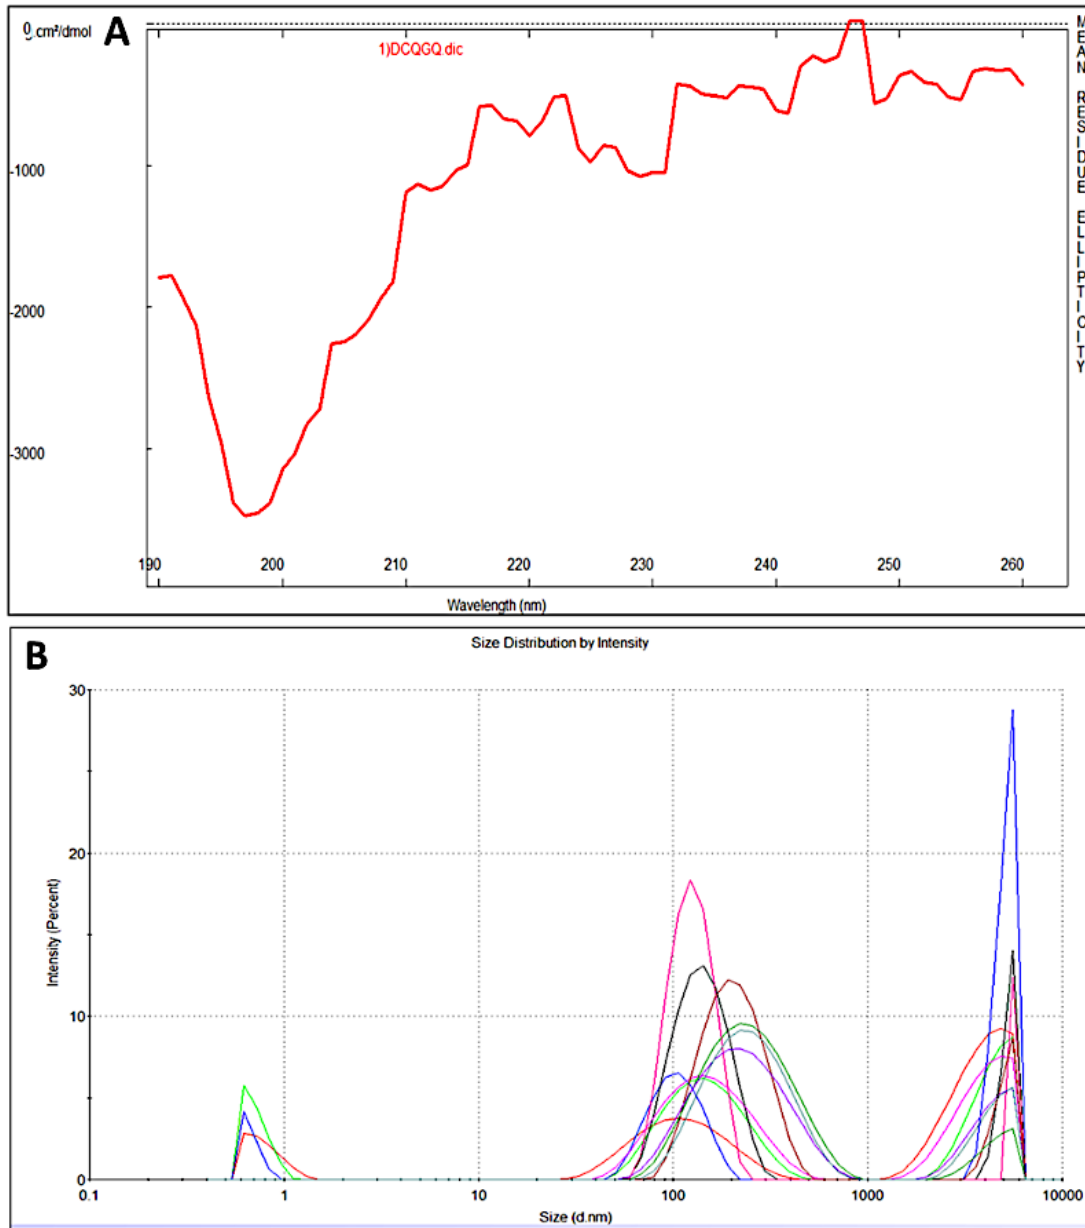 A
0 cm²/dmol
1)DCQGQ.dic
-1000
-2000
-3000
190 200 210 220 230 240 250 260
Wavelength (nm)
MEAN RESIDUE ELLIPTICITY
B
Size Distribution by Intensity
30
20
10
0
Intensity (Percent)
0.1 1 10 100 1000 10000
Size (d.nm)